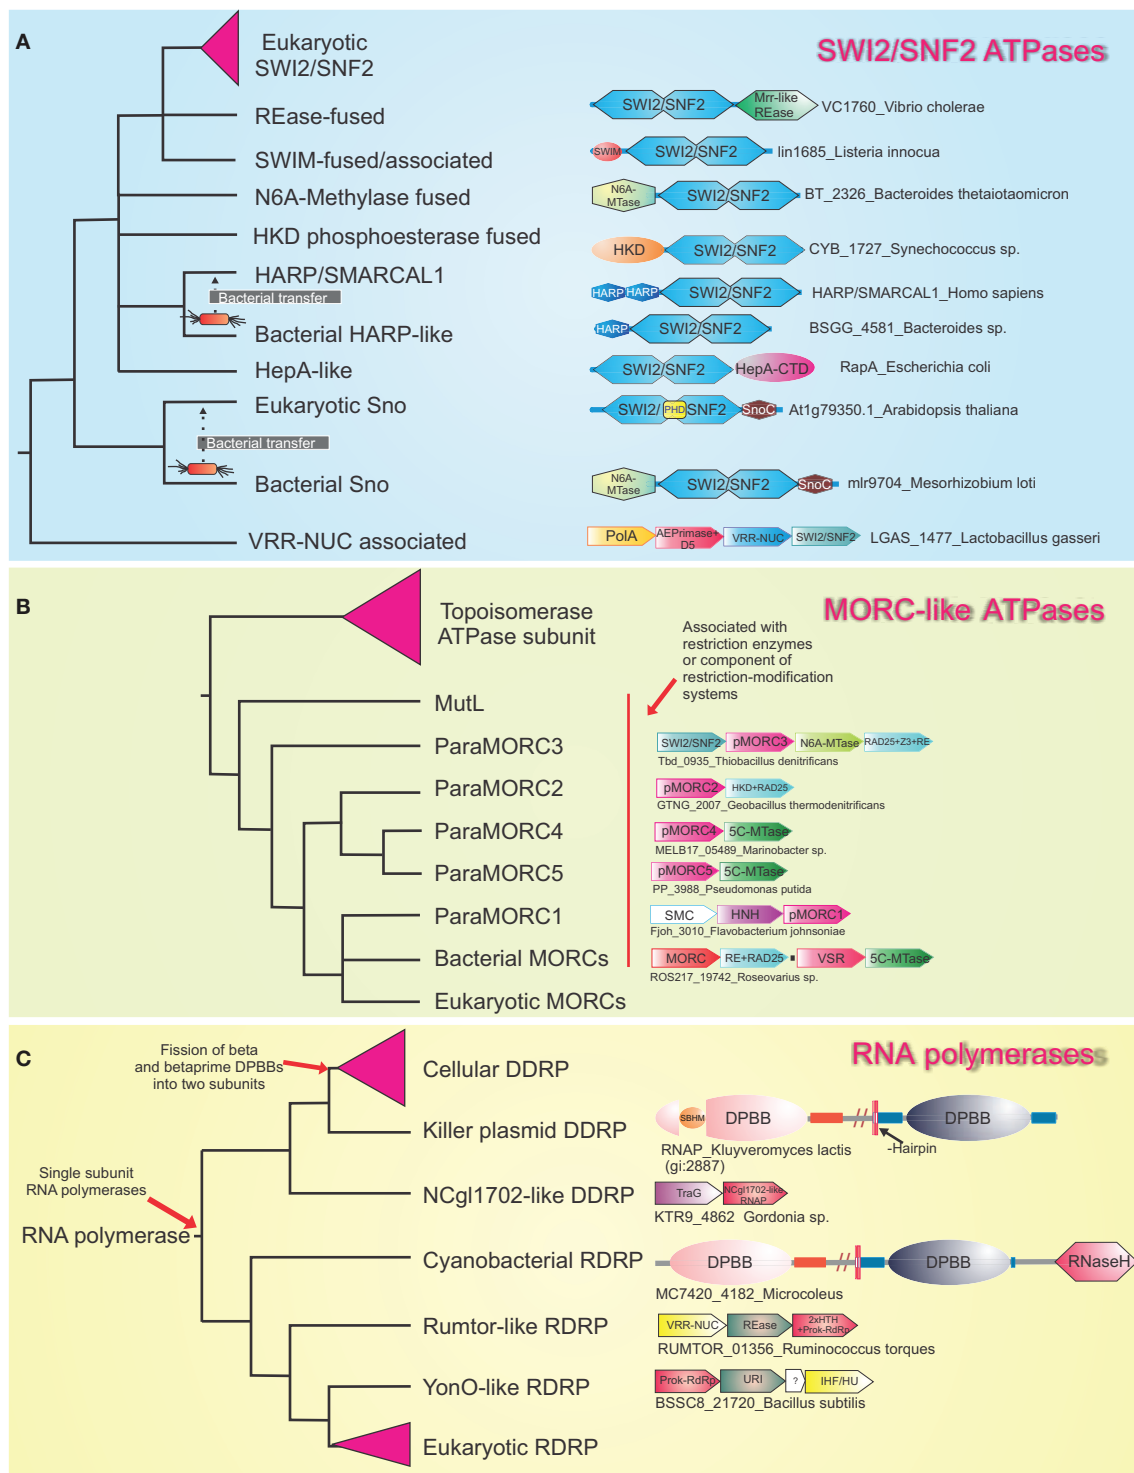 A
SWI2/SNF2 ATPases
Eukaryotic
SWI2/SNF2
REase-fused
SWI2/SNF2
Mrr-like
REase
VC1760_Vibrio cholerae
SWIM-fused/associated
SWIM
SWI2/SNF2
lin1685_Listeria innocua
N6A-Methylase fused
N6A-
MTase
SWI2/SNF2
BT_2326_Bacteroides thetaiotaomicron
HKD phosphoesterase fused
HKD
SWI2/SNF2
CYB_1727_Synechococcus sp.
HARP/SMARCAL1
Bacterial transfer
HARP
HARP
SWI2/SNF2
HARP/SMARCAL1_Homo sapiens
Bacterial HARP-like
HARP
SWI2/SNF2
BSGG_4581_Bacteroides sp.
HepA-like
SWI2/SNF2
HepA-CTD
RapA_Escherichia coli
Eukaryotic Sno
Bacterial transfer
SWI2/
PHD
SNF2
SnoC
At1g79350.1_Arabidopsis thaliana
Bacterial Sno
N6A-
MTase
SWI2/SNF2
SnoC
mlr9704_Mesorhizobium loti
VRR-NUC associated
PolA
AEPrimase+
D5
VRR-NUC
SWI2/SNF2
LGAS_1477_Lactobacillus gasseri
B
MORC-like ATPases
Topoisomerase
ATPase subunit
Associated with
restriction enzymes
or component of
restriction-modification
systems
MutL
ParaMORC3
SWI2/SNF2
pMORC3
N6A-MTase
RAD25+Z3+RE
Tbd_0935_Thiobacillus denitrificans
ParaMORC2
pMORC2
HKD+RAD25
GTNG_2007_Geobacillus thermodenitrificans
ParaMORC4
pMORC4
5C-MTase
MELB17_05489_Marinobacter sp.
ParaMORC5
pMORC5
5C-MTase
PP_3988_Pseudomonas putida
ParaMORC1
SMC
HNH
pMORC1
Fjoh_3010_Flavobacterium johnsoniae
Bacterial MORCs
MORC
RE+RAD25
VSR
5C-MTase
ROS217_19742_Roseovarius sp.
Eukaryotic MORCs
C
RNA polymerases
Fission of beta
and betaprime DPBBs
into two subunits
Cellular DDRP
Killer plasmid DDRP
SBHM
DPBB
DPBB
-Hairpin
RNAP_Kluyveromyces lactis
(gi:2887)
Single subunit
RNA polymerases
RNA polymerase
NCgl1702-like DDRP
TraG
NCgl1702-like
RNAP
KTR9_4862 Gordonia sp.
Cyanobacterial RDRP
DPBB
DPBB
RNaseH
MC7420_4182_Microcoleus
Rumtor-like RDRP
VRR-NUC
REase
2xHTH
+Prok-RdRp
RUMTOR_01356_Ruminococcus torques
YonO-like RDRP
Prok-RdRp
URI
?
IHF/HU
BSSC8_21720_Bacillus subtilis
Eukaryotic RDRP